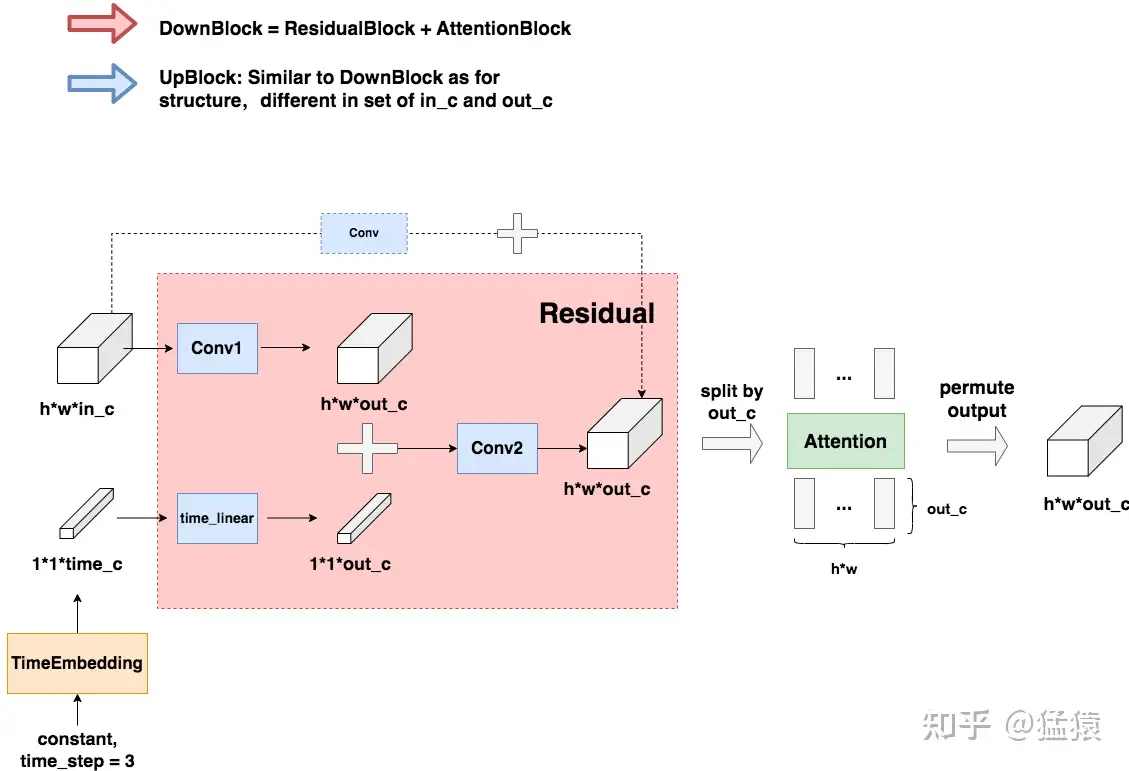 DownBlock = ResidualBlock + AttentionBlock
UpBlock: Similar to DownBlock as for
structure，different in set of in_c and out_c
Conv
Residual
Conv1
h*w*in_c
h*w*out_c
split by
out_c
...
permute
output
Attention
Conv2
h*w*out_c
h*w*out_c
...
out_c
h*w
time_linear
1*1*time_c
1*1*out_c
TimeEmbedding
constant,
time_step = 3
知乎 @猛猿